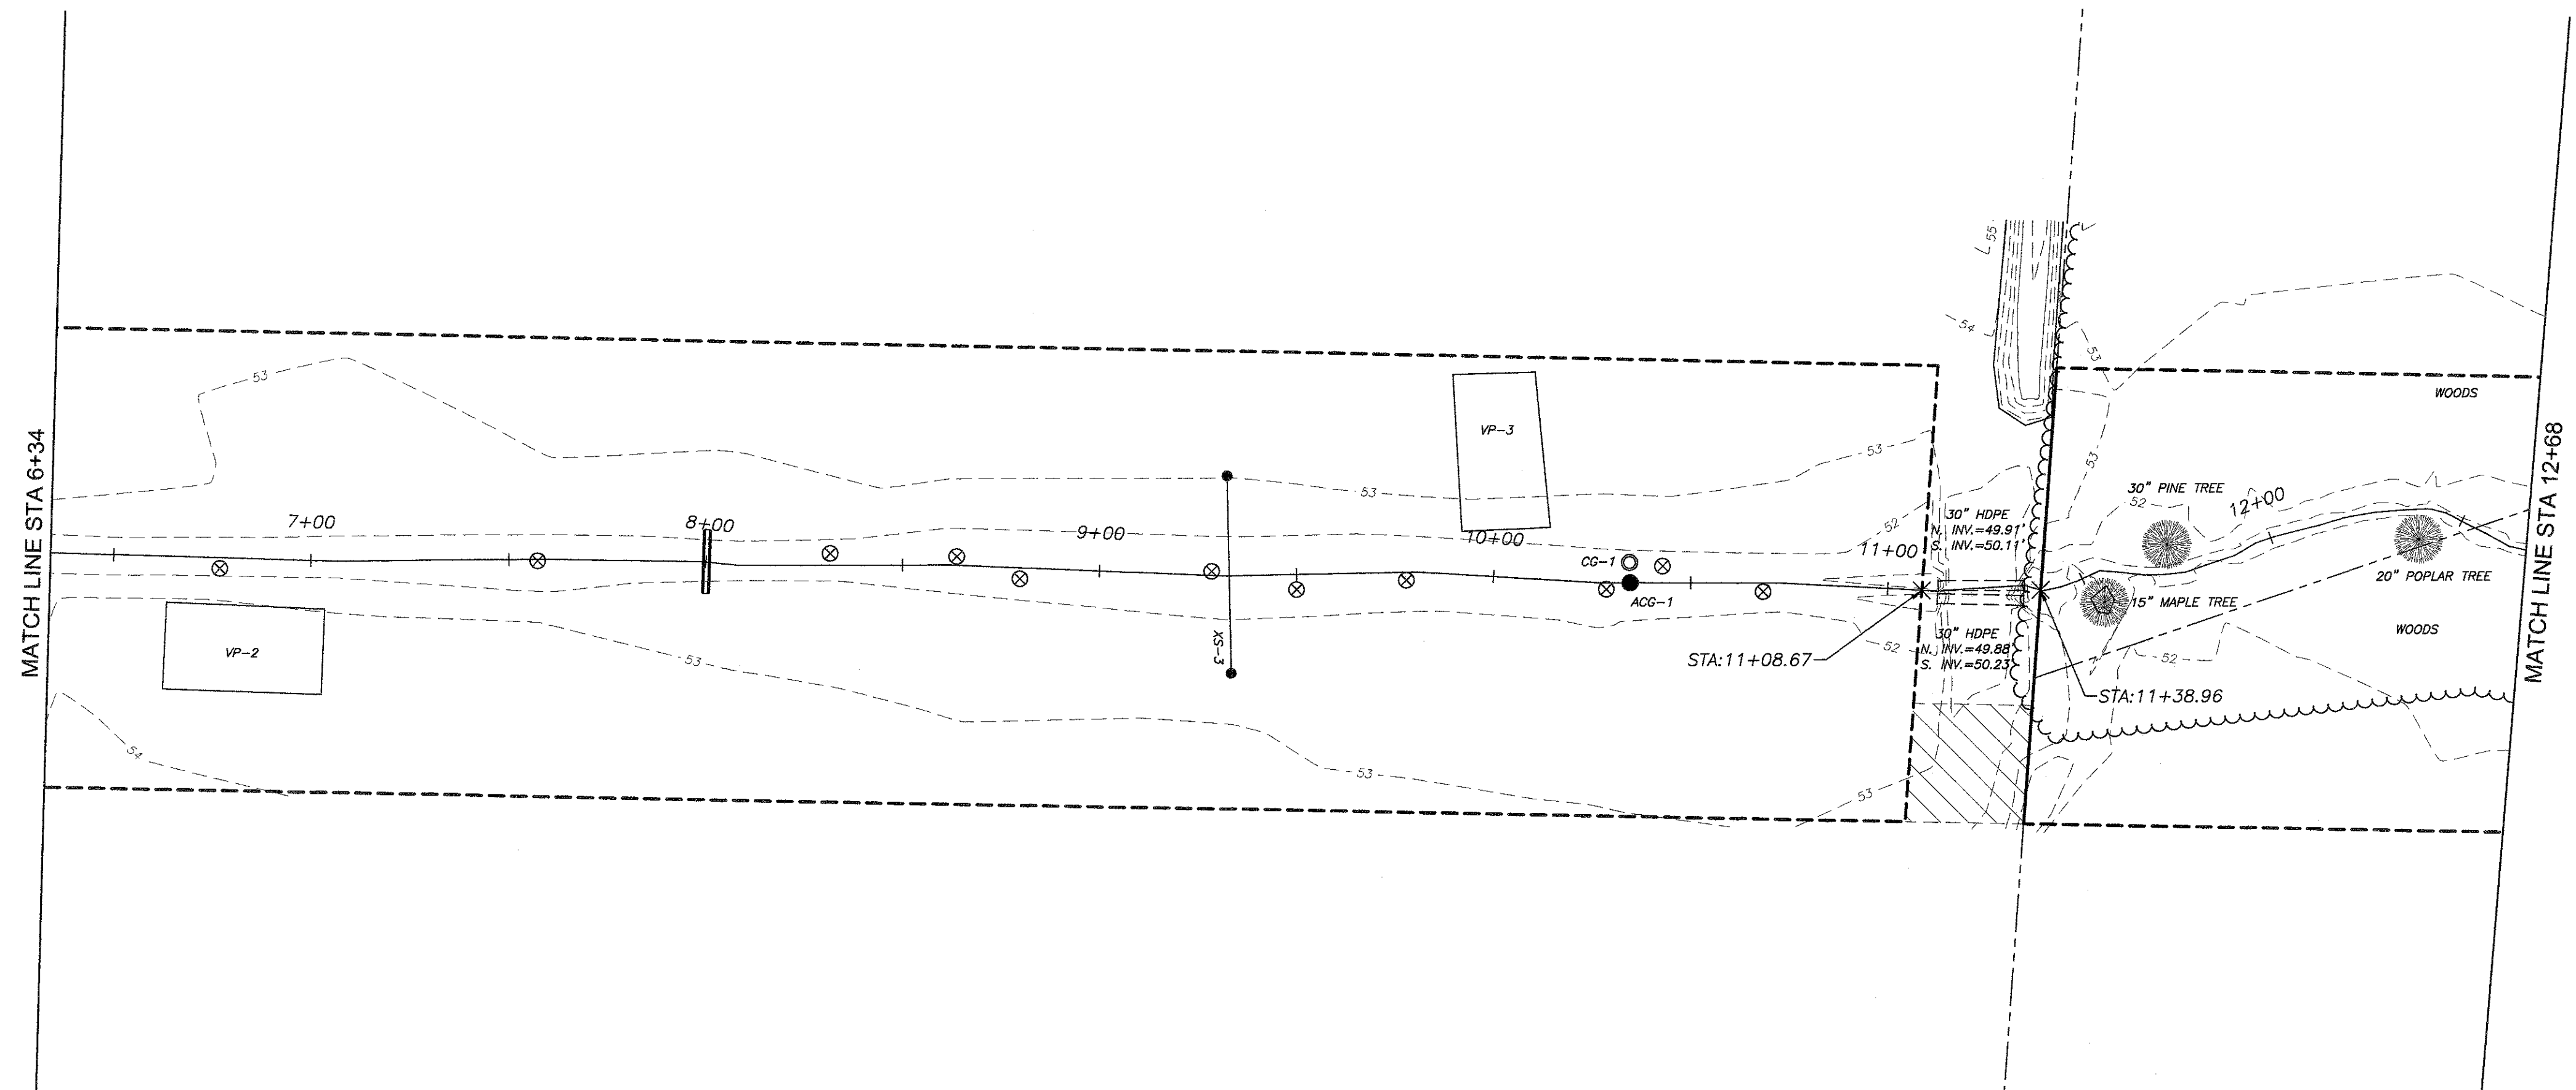 MATCH LINE STA 6+34
53
54
7+00
VP-2
8+00
53
9+00
XS-3
53
53
VP-3
10+00
CG-1
ACG-1
53
52
11+00
30" HDPE
N. INV.=49.91'
S. INV.=50.11'
30" HDPE
N. INV.=49.88'
S. INV.=50.23'
52
STA:11+08.67
53
55
54
53
53
30" PINE TREE
52
12+00
WOODS
15" MAPLE TREE
20" POPLAR TREE
WOODS
52
STA:11+38.96
MATCH LINE STA 12+68